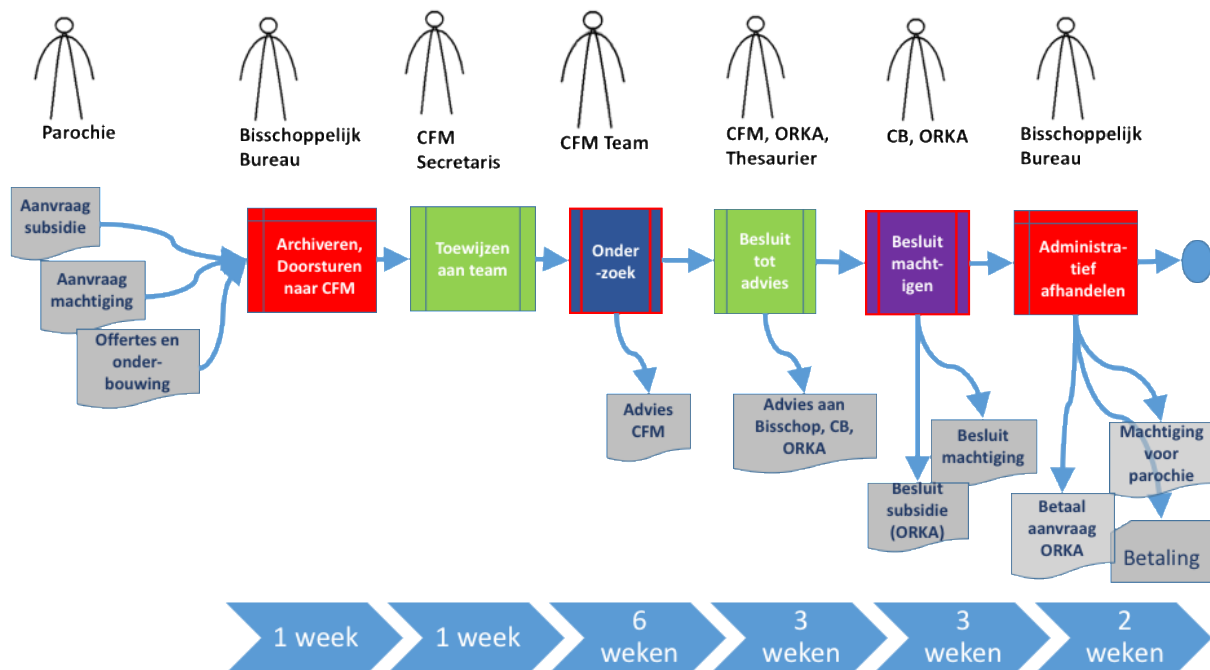 Parochie
Bisschoppelijk
Bureau
CFM
Secretaris
CFM Team
CFM, ORKA,
Thesaurier
CB, ORKA
Bisschoppelijk
Bureau
Aanvraag
subsidie
Aanvraag
machtiging
Offertes en
onder-
bouwing
Archiveren,
Doorsturen
naar CFM
Toewijzen
aan team
Onder
-zoek
Besluit
tot
advies
Besluit
macht-
igen
Administra-
tief
afhandelen
Advies
CFM
Advies aan
Bisschop, CB,
ORKA
Besluit
machtiging
Besluit
subsidie
(ORKA)
Machtiging
voor
parochie
Betaal
aanvraag
ORKA
Betaling
1 week
1 week
6
weken
3
weken
3
weken
2
weken